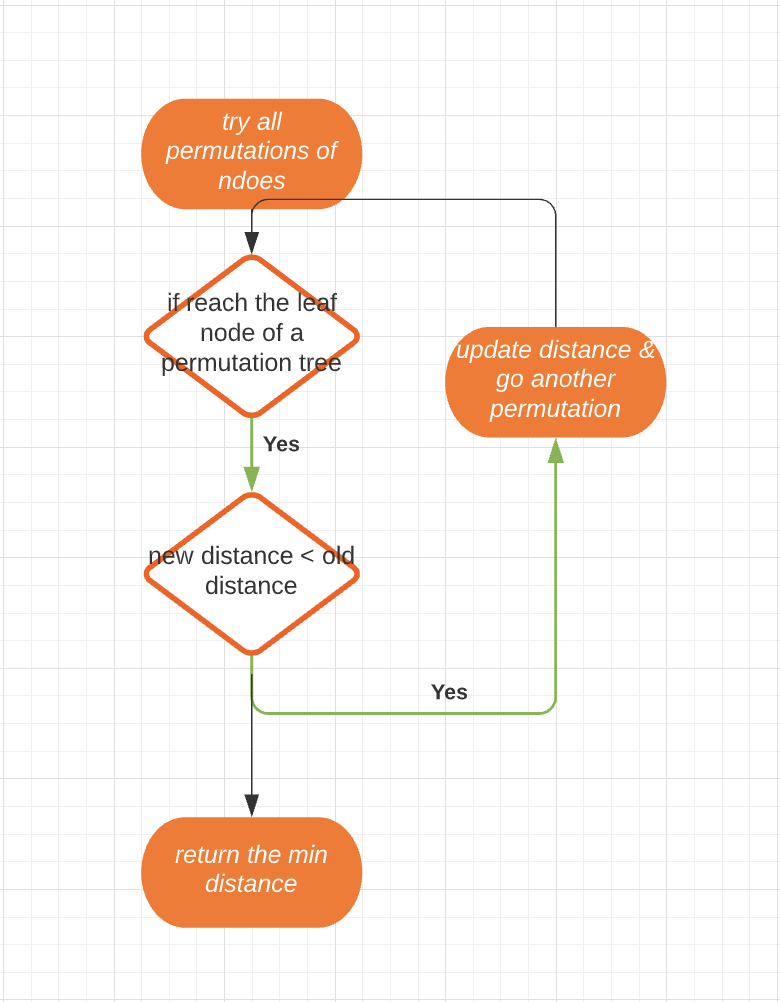 try all
permutations of
ndoes
if reach the leaf
node of a
permutation tree
update distance &
go another
permutation
Yes
new distance < old
distance
Yes
return the min
distance